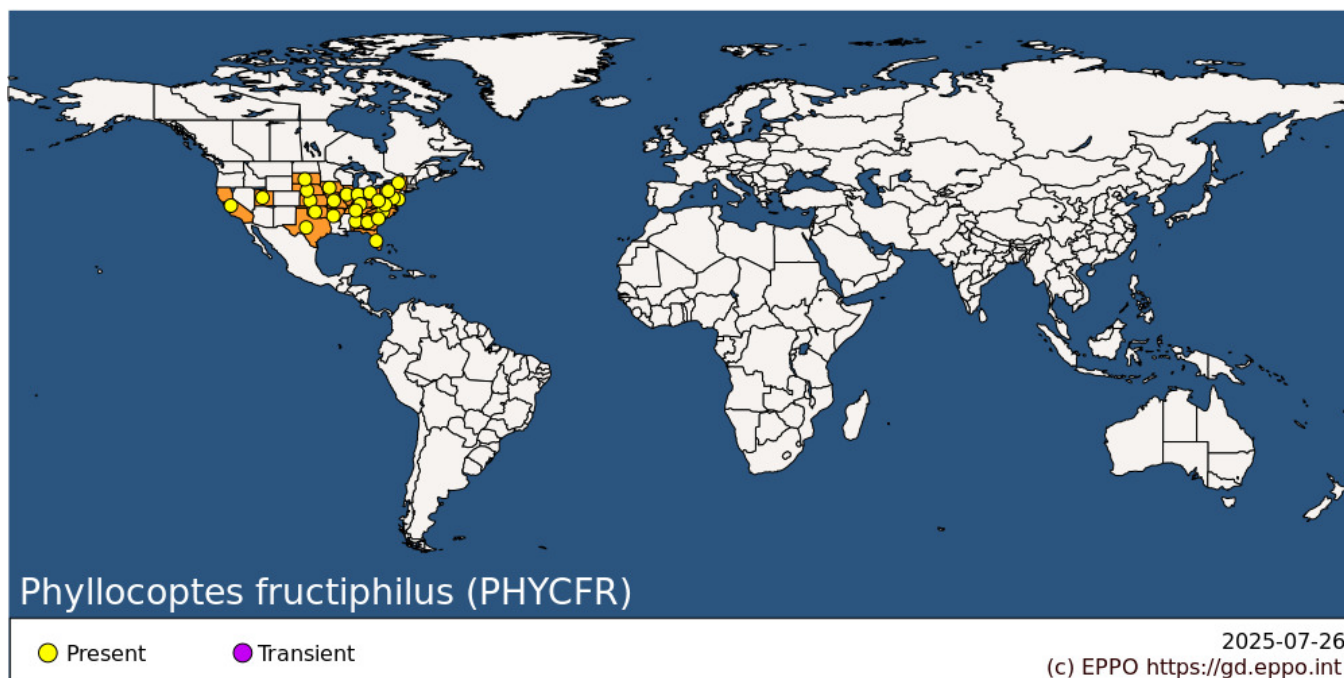 Phyllocoptes fructiphilus (PHYCFR)
Present
Transient
2025-07-26
(c) EPPO https://gd.eppo.int